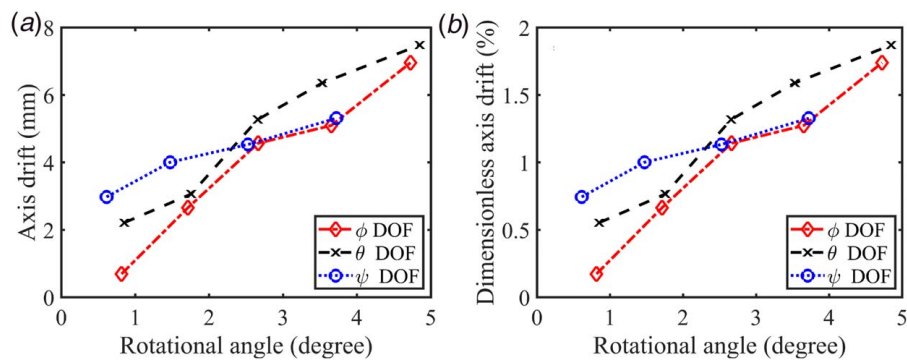 (a)
Axis drift (mm)
8
6
4
2
0
0 1 2 3 4 5
Rotational angle (degree)
ϕ DOF
θ DOF
ψ DOF
(b)
Dimensionless axis drift (%)
2
1.5
1
0.5
0
0 1 2 3 4 5
Rotational angle (degree)
ϕ DOF
θ DOF
ψ DOF